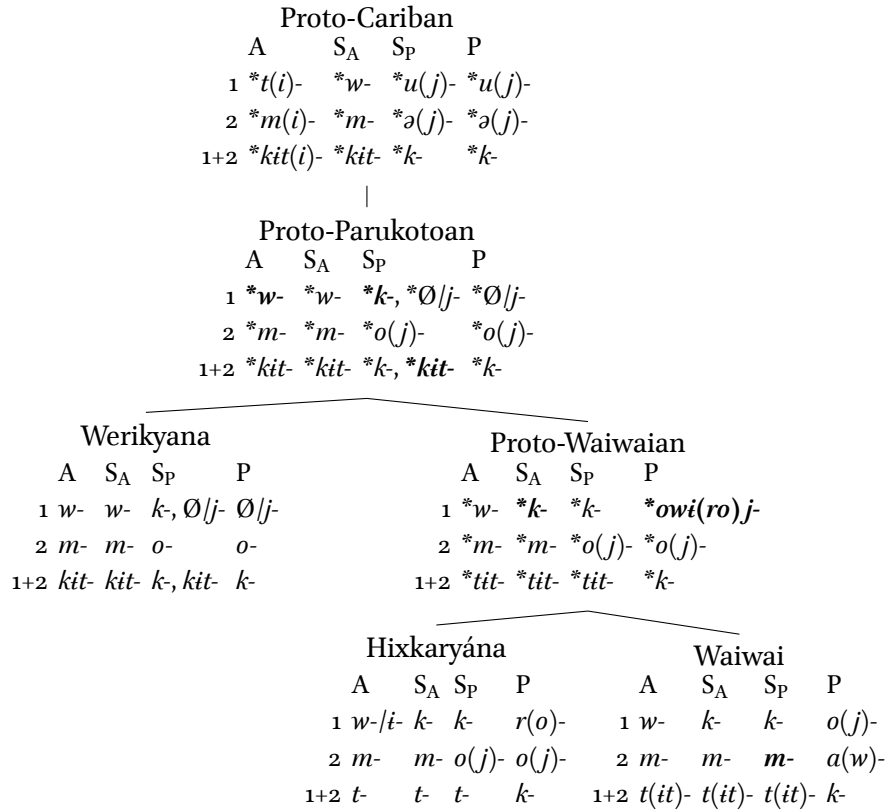 Proto-Cariban
A S_A S_P P
1 *t(i)- *w- *u(j)- *u(j)-
2 *m(i)- *m- *ə(j)- *ə(j)-
1+2 *kɨt(i)- *kɨt- *k- *k-
Proto-Parukotoan
A S_A S_P P
1 *w- *w- *k-, *Ø/j- *Ø/j-
2 *m- *m- *o(j)- *o(j)-
1+2 *kɨt- *kɨt- *k-, *kɨt- *k-
Werikyana
A S_A S_P P
1 w- w- k-, Ø/j- Ø/j-
2 m- m- o- o-
1+2 kɨt- kɨt- k-, kɨt- k-
Proto-Waiwaian
A S_A S_P P
1 *w- *k- *k- *owɨ(ro)j-
2 *m- *m- *o(j)- *o(j)-
1+2 *tɨt- *tɨt- *tɨt- *k-
Hixkaryána
A S_A S_P P
1 w-/ɨ- k- k- r(o)-
2 m- m- o(j)- o(j)-
1+2 t- t- t- k-
Waiwai
A S_A S_P P
1 w- k- k- o(j)-
2 m- m- m- a(w)-
1+2 t(ɨt)- t(ɨt)- t(ɨt)- k-